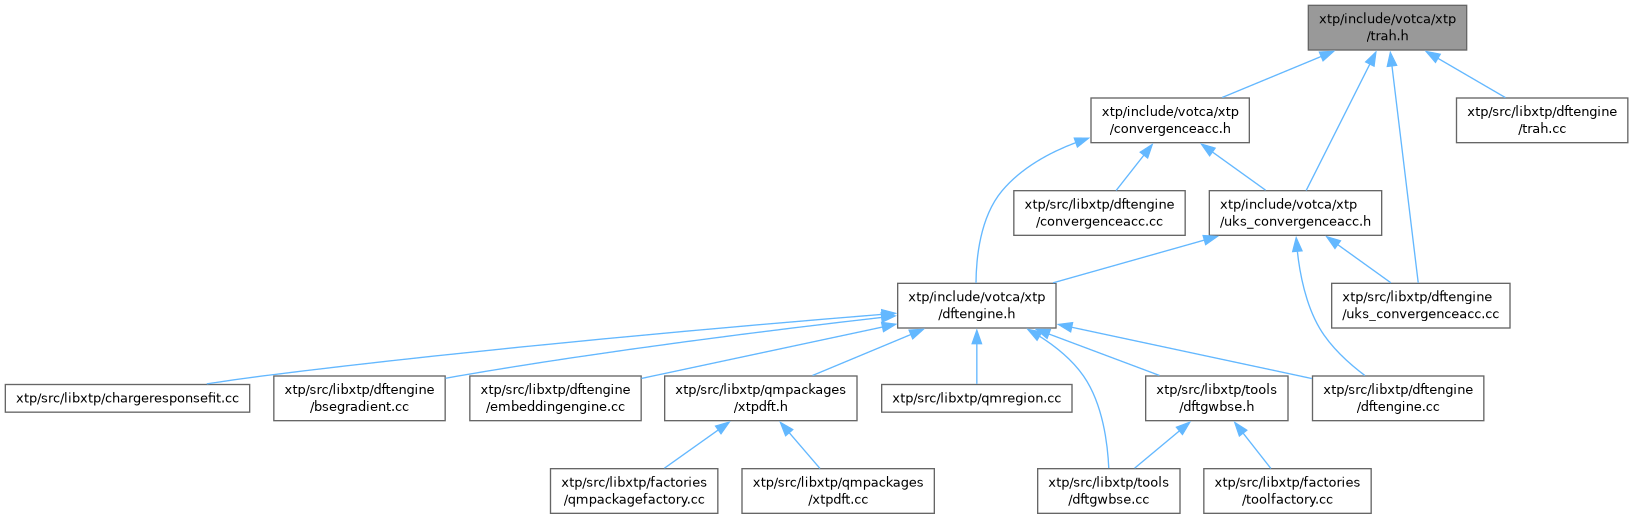 xtp/include/votca/xtp
/trah.h
xtp/include/votca/xtp
/convergenceacc.h
xtp/src/libxtp/dftengine
/trah.cc
xtp/src/libxtp/dftengine
/convergenceacc.cc
xtp/include/votca/xtp
/uks_convergenceacc.h
xtp/include/votca/xtp
/dftengine.h
xtp/src/libxtp/dftengine
/uks_convergenceacc.cc
xtp/src/libxtp/chargeresponsefit.cc
xtp/src/libxtp/dftengine
/bsegradient.cc
xtp/src/libxtp/dftengine
/embeddingengine.cc
xtp/src/libxtp/qmpackages
/xtpdft.h
xtp/src/libxtp/qmregion.cc
xtp/src/libxtp/tools
/dftgwbse.h
xtp/src/libxtp/dftengine
/dftengine.cc
xtp/src/libxtp/factories
/qmpackagefactory.cc
xtp/src/libxtp/qmpackages
/xtpdft.cc
xtp/src/libxtp/tools
/dftgwbse.cc
xtp/src/libxtp/factories
/toolfactory.cc